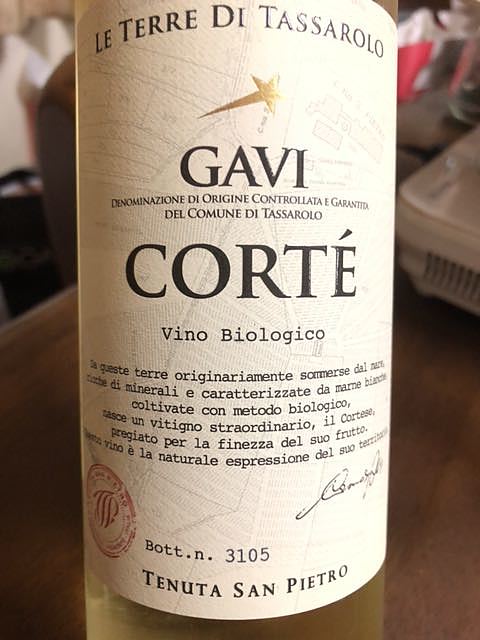 LE TERRE DI TASSAROLO
GAVI
DENOMINAZIONE DI ORIGINE CONTROLLATA E GARANTITA
DEL COMUNE DI TASSAROLO
CORTÉ
Vino Biologico
Da queste terre originariamente sommerse dal mare,
ricche di minerali e caratterizzate da marne bianche
coltivate con metodo biologico,
nasce un vitigno straordinario, il Cortese,
pregiato per la finezza del suo frutto.
Questo vino è la naturale espressione del suo territorio.
Bott.n. 3105
TENUTA SAN PIETRO